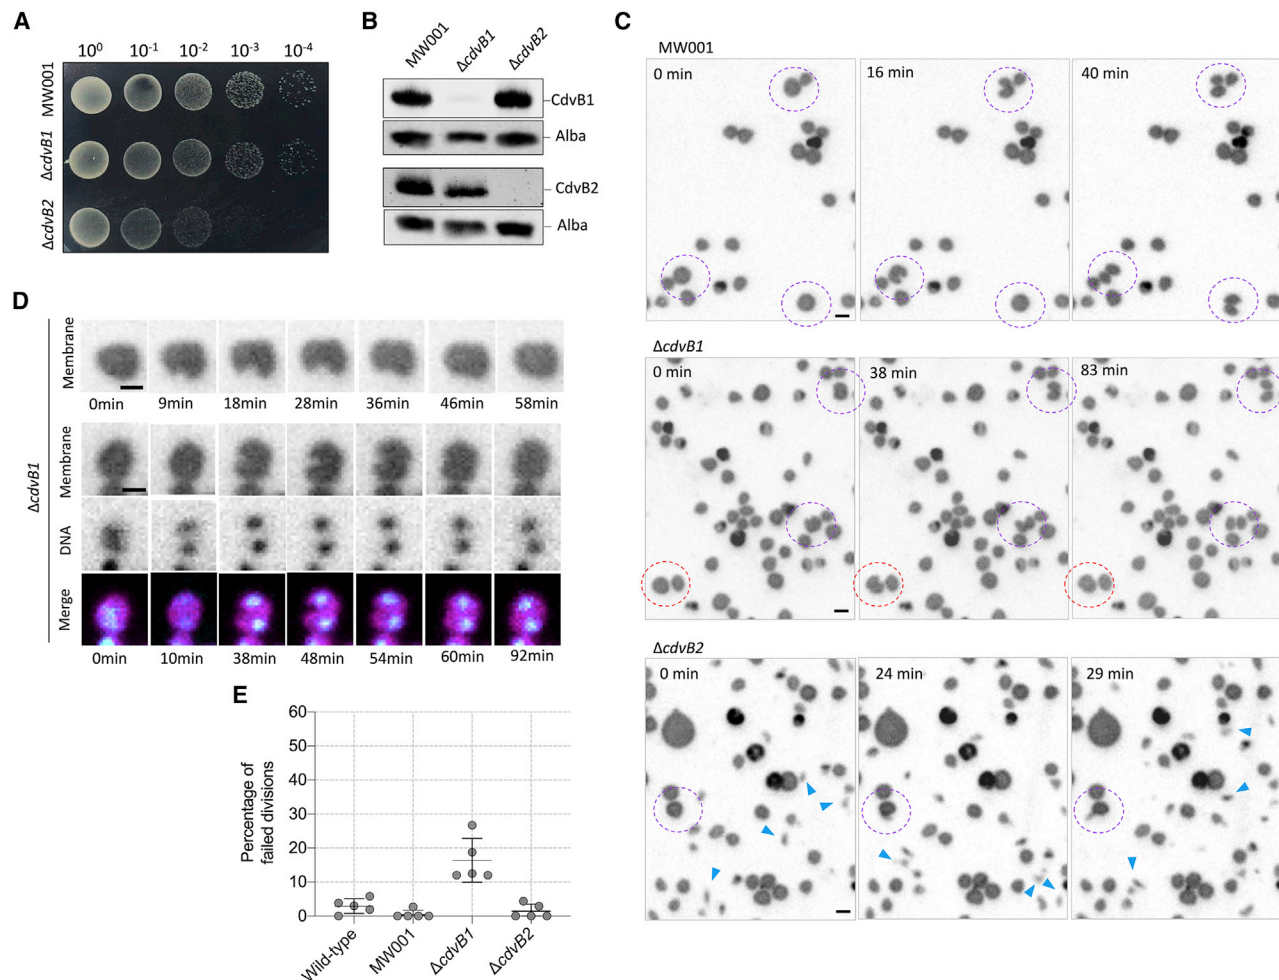 A
10⁰ 10⁻¹ 10⁻² 10⁻³ 10⁻⁴
MW001
ΔcdvB1
ΔcdvB2
B
MW001 ΔcdvB1 ΔcdvB2
CdvB1
Alba
CdvB2
Alba
C
MW001
0 min 16 min 40 min
ΔcdvB1
0 min 38 min 83 min
ΔcdvB2
0 min 24 min 29 min
D
ΔcdvB1
Membrane
0min 9min 18min 28min 36min 46min 58min
Membrane
DNA
Merge
0min 10min 38min 48min 54min 60min 92min
E
Percentage of
failed divisions
60
50
40
30
20
10
0
Wild-type MW001 ΔcdvB1 ΔcdvB2